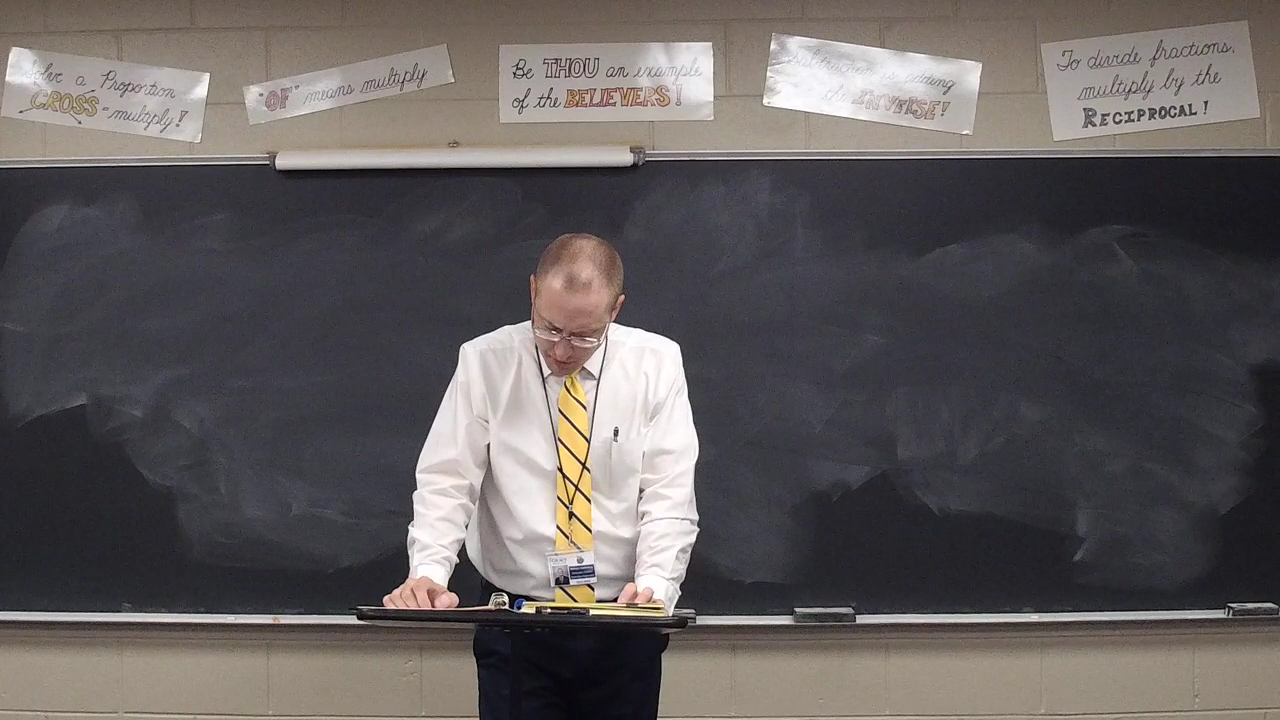 Solve a Proportion
"CROSS" multiply!
"OF" means multiply
Be THOU an example
of the BELIEVERS!
Subtraction is adding
the INVERSE!
To divide fractions,
multiply by the
RECIPROCAL!